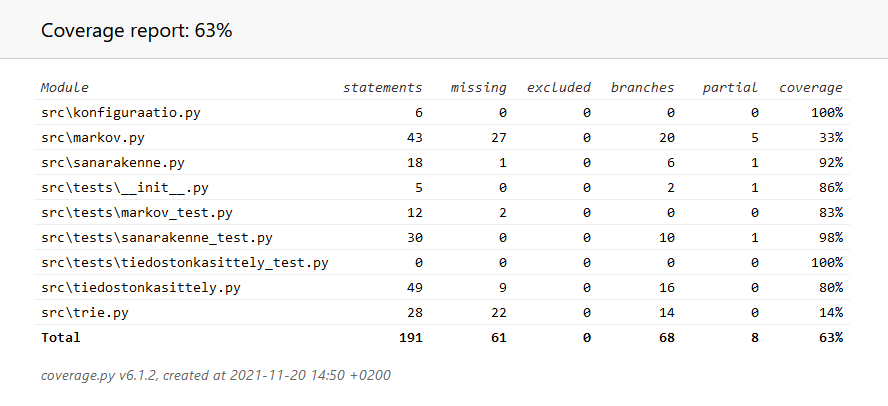 Coverage report: 63%
Module statements missing excluded branches partial coverage
src\konfiguraatio.py 6 0 0 0 0 100%
src\markov.py 43 27 0 20 5 33%
src\sanarakenne.py 18 1 0 6 1 92%
src\tests\__init__.py 5 0 0 2 1 86%
src\tests\markov_test.py 12 2 0 0 0 83%
src\tests\sanarakenne_test.py 30 0 0 10 1 98%
src\tests\tiedostonkasittely_test.py 0 0 0 0 0 100%
src\tiedostonkasittely.py 49 9 0 16 0 80%
src\trie.py 28 22 0 14 0 14%
Total 191 61 0 68 8 63%
coverage.py v6.1.2, created at 2021-11-20 14:50 +0200